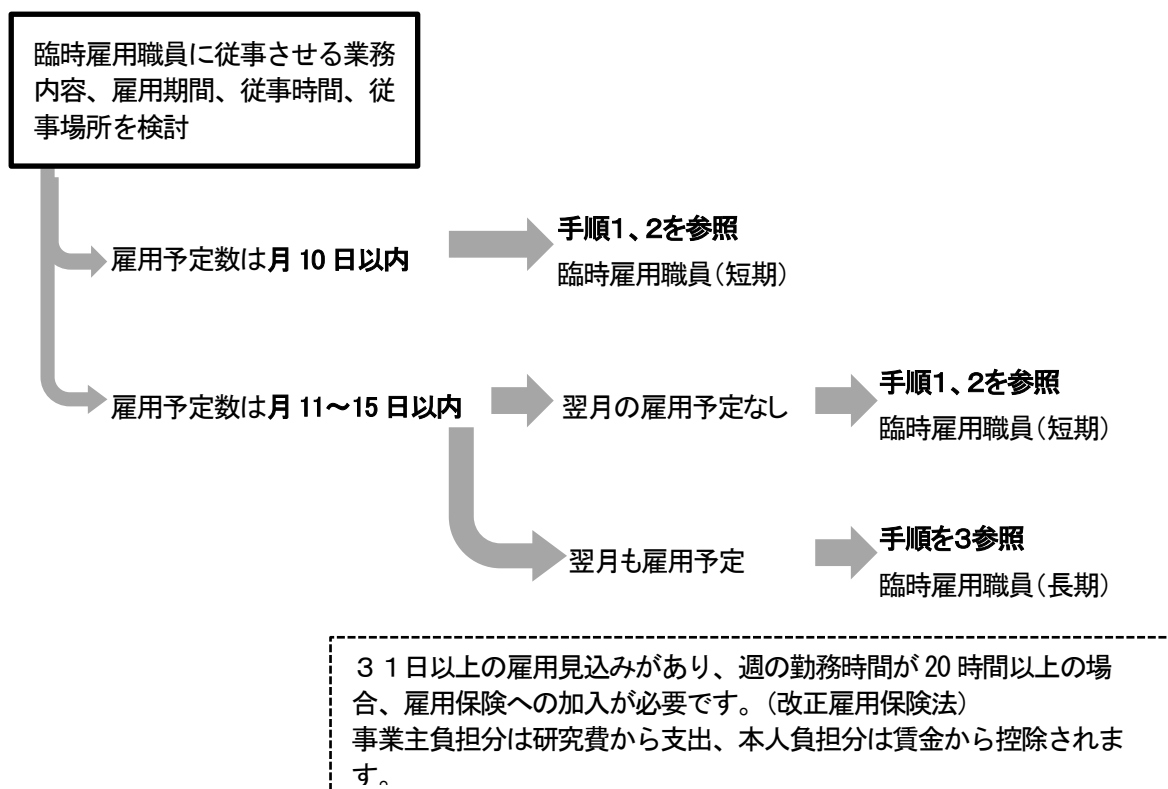 臨時雇用職員に従事させる業務
内容、雇用期間、従事時間、従
事場所を検討
雇用予定数は月 10 日以内
手順1、2を参照
臨時雇用職員(短期)
雇用予定数は月 11～15 日以内
翌月の雇用予定なし
手順1、2を参照
臨時雇用職員(短期)
翌月も雇用予定
手順を3参照
臨時雇用職員(長期)
３１日以上の雇用見込みがあり、週の勤務時間が 20 時間以上の場
合、雇用保険への加入が必要です。(改正雇用保険法)
事業主負担分は研究費から支出、本人負担分は賃金から控除されま
す。